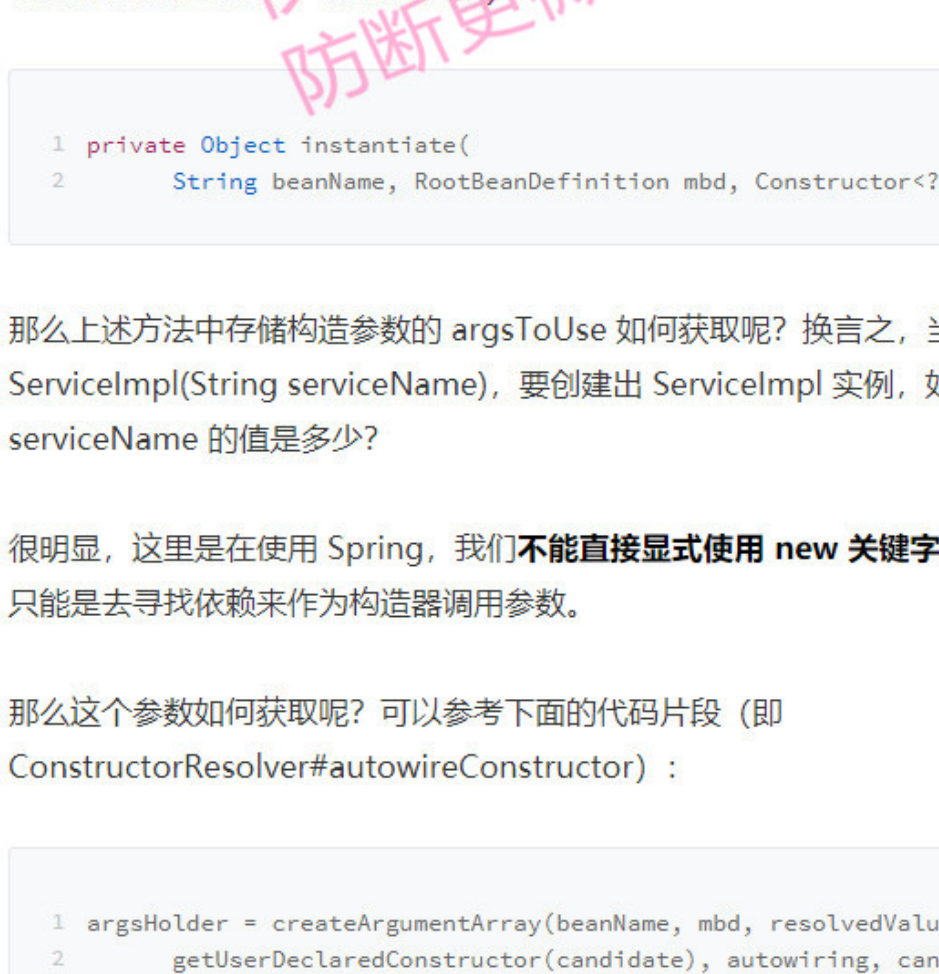 防断更微
1 private Object instantiate(
2 String beanName, RootBeanDefinition mbd, Constructor<?
那么上述方法中存储构造参数的 argsToUse 如何获取呢？换言之，当
ServiceImpl(String serviceName)，要创建出 ServiceImpl 实例，如
serviceName 的值是多少？
很明显，这里是在使用 Spring，我们不能直接显式使用 new 关键字
只能是去寻找依赖来作为构造器调用参数。
那么这个参数如何获取呢？可以参考下面的代码片段（即
ConstructorResolver#autowireConstructor）：
1 argsHolder = createArgumentArray(beanName, mbd, resolvedValu
2 getUserDeclaredConstructor(candidate), autowiring, can